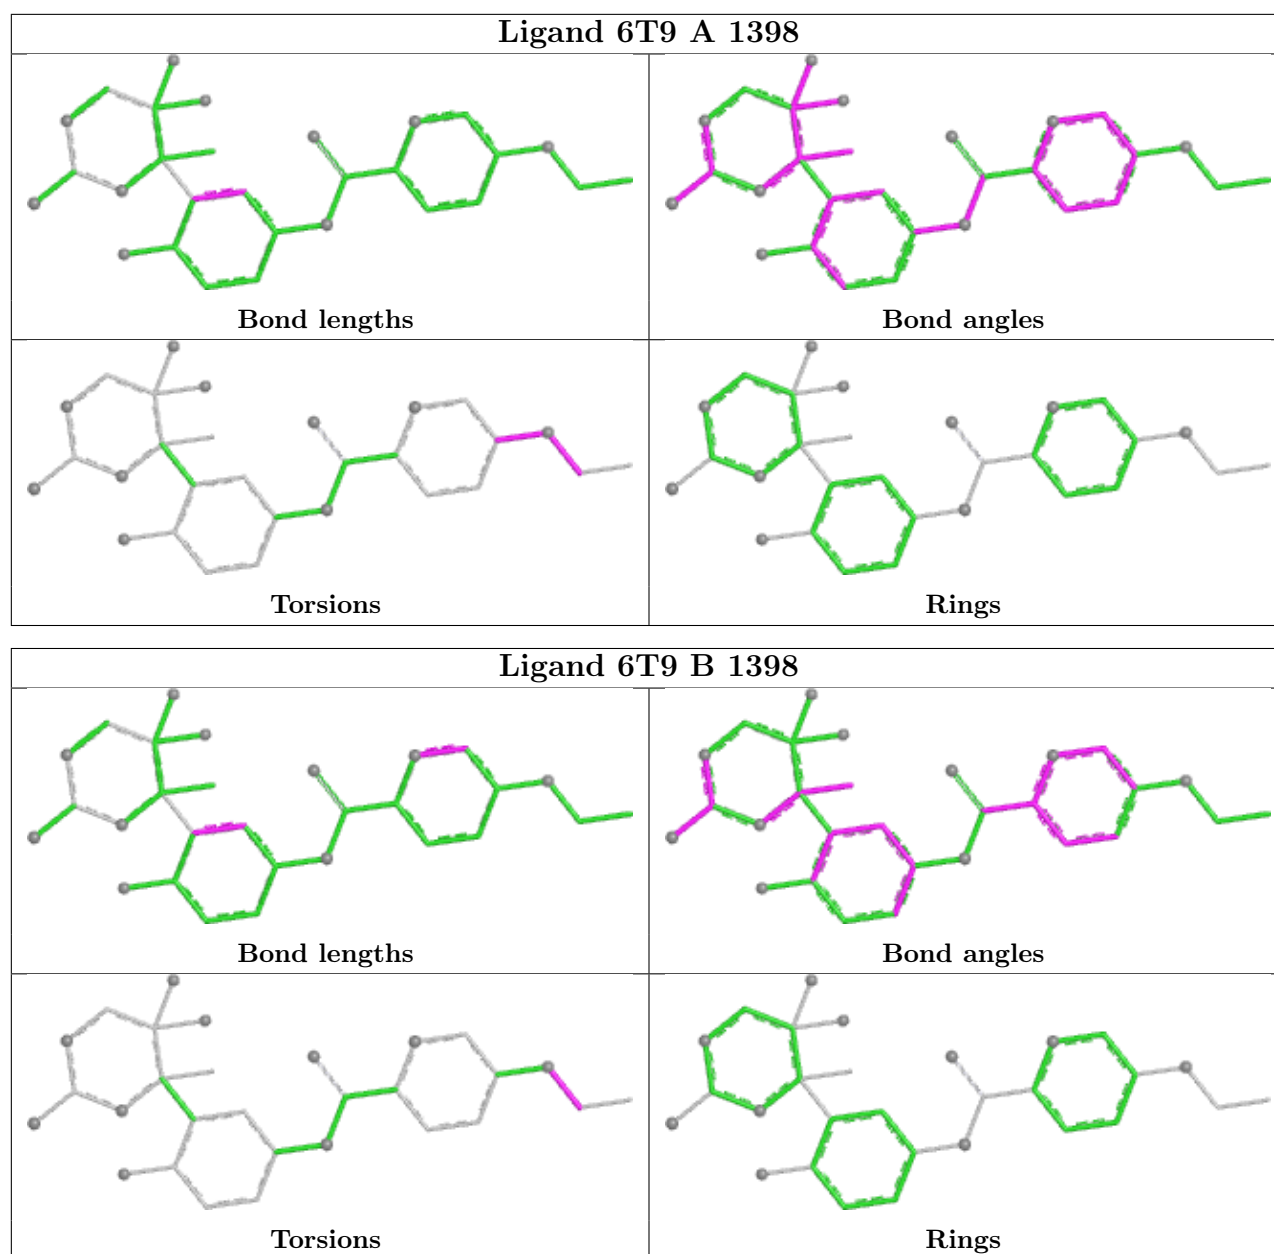 Ligand 6T9 A 1398
Bond lengths
Bond angles
Torsions
Rings
Ligand 6T9 B 1398
Bond lengths
Bond angles
Torsions
Rings